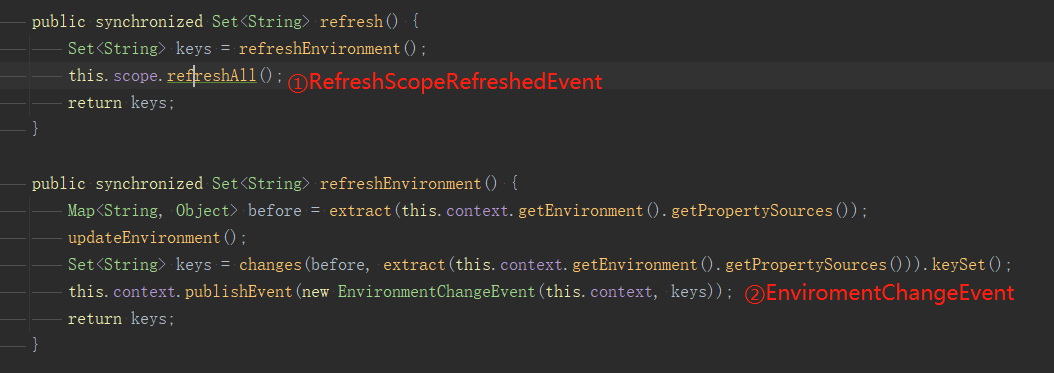 public synchronized Set<String> refresh() {
Set<String> keys = refreshEnvironment();
this.scope.refreshAll(); ①RefreshScopeRefreshedEvent
return keys;
}
public synchronized Set<String> refreshEnvironment() {
Map<String, Object> before = extract(this.context.getEnvironment().getPropertySources());
updateEnvironment();
Set<String> keys = changes(before, extract(this.context.getEnvironment().getPropertySources())).keySet();
this.context.publishEvent(new EnvironmentChangeEvent(this.context, keys)); ②EnviromentChangeEvent
return keys;
}